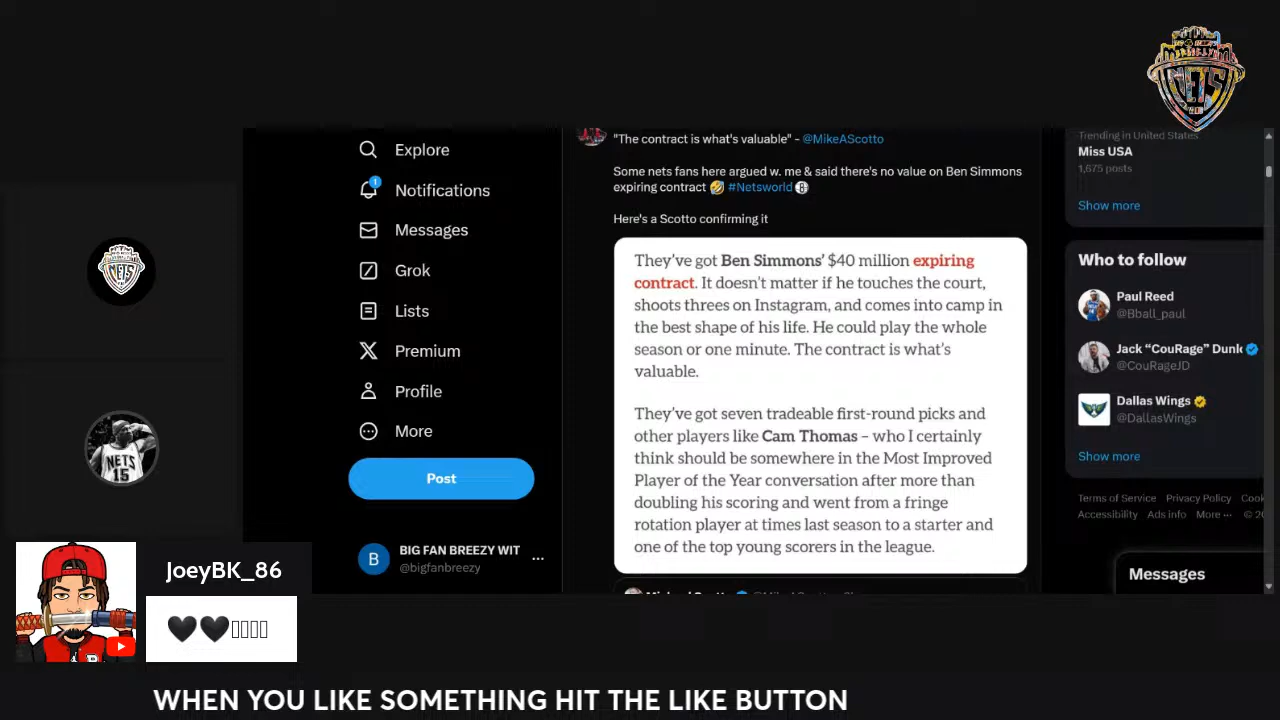 NETS
Explore
1
Notifications
Messages
Grok
Lists
Premium
Profile
More
Post
BIG FAN BREEZY WIT
@bigfanbreezy
"The contract is what's valuable" - @MikeAScotto
Some nets fans here argued w. me & said there's no value on Ben Simmons
expiring contract 🤣 #Netsworld
Here's a Scotto confirming it
They've got Ben Simmons' $40 million expiring
contract. It doesn't matter if he touches the court,
shoots threes on Instagram, and comes into camp in
the best shape of his life. He could play the whole
season or one minute. The contract is what's
valuable.
They've got seven tradeable first-round picks and
other players like Cam Thomas – who I certainly
think should be somewhere in the Most Improved
Player of the Year conversation after more than
doubling his scoring and went from a fringe
rotation player at times last season to a starter and
one of the top young scorers in the league.
Trending in United States
Miss USA
1,675 posts
Show more
Who to follow
Paul Reed
@Bball_paul
Jack “CouRage” Dunk
@CouRageJD
Dallas Wings
@DallasWings
Show more
Terms of Service Privacy Policy Cook
Accessibility Ads info More ··· © 20
Messages
NETS
NETS
15
JoeyBK_86
🖤🖤
WHEN YOU LIKE SOMETHING HIT THE LIKE BUTTON